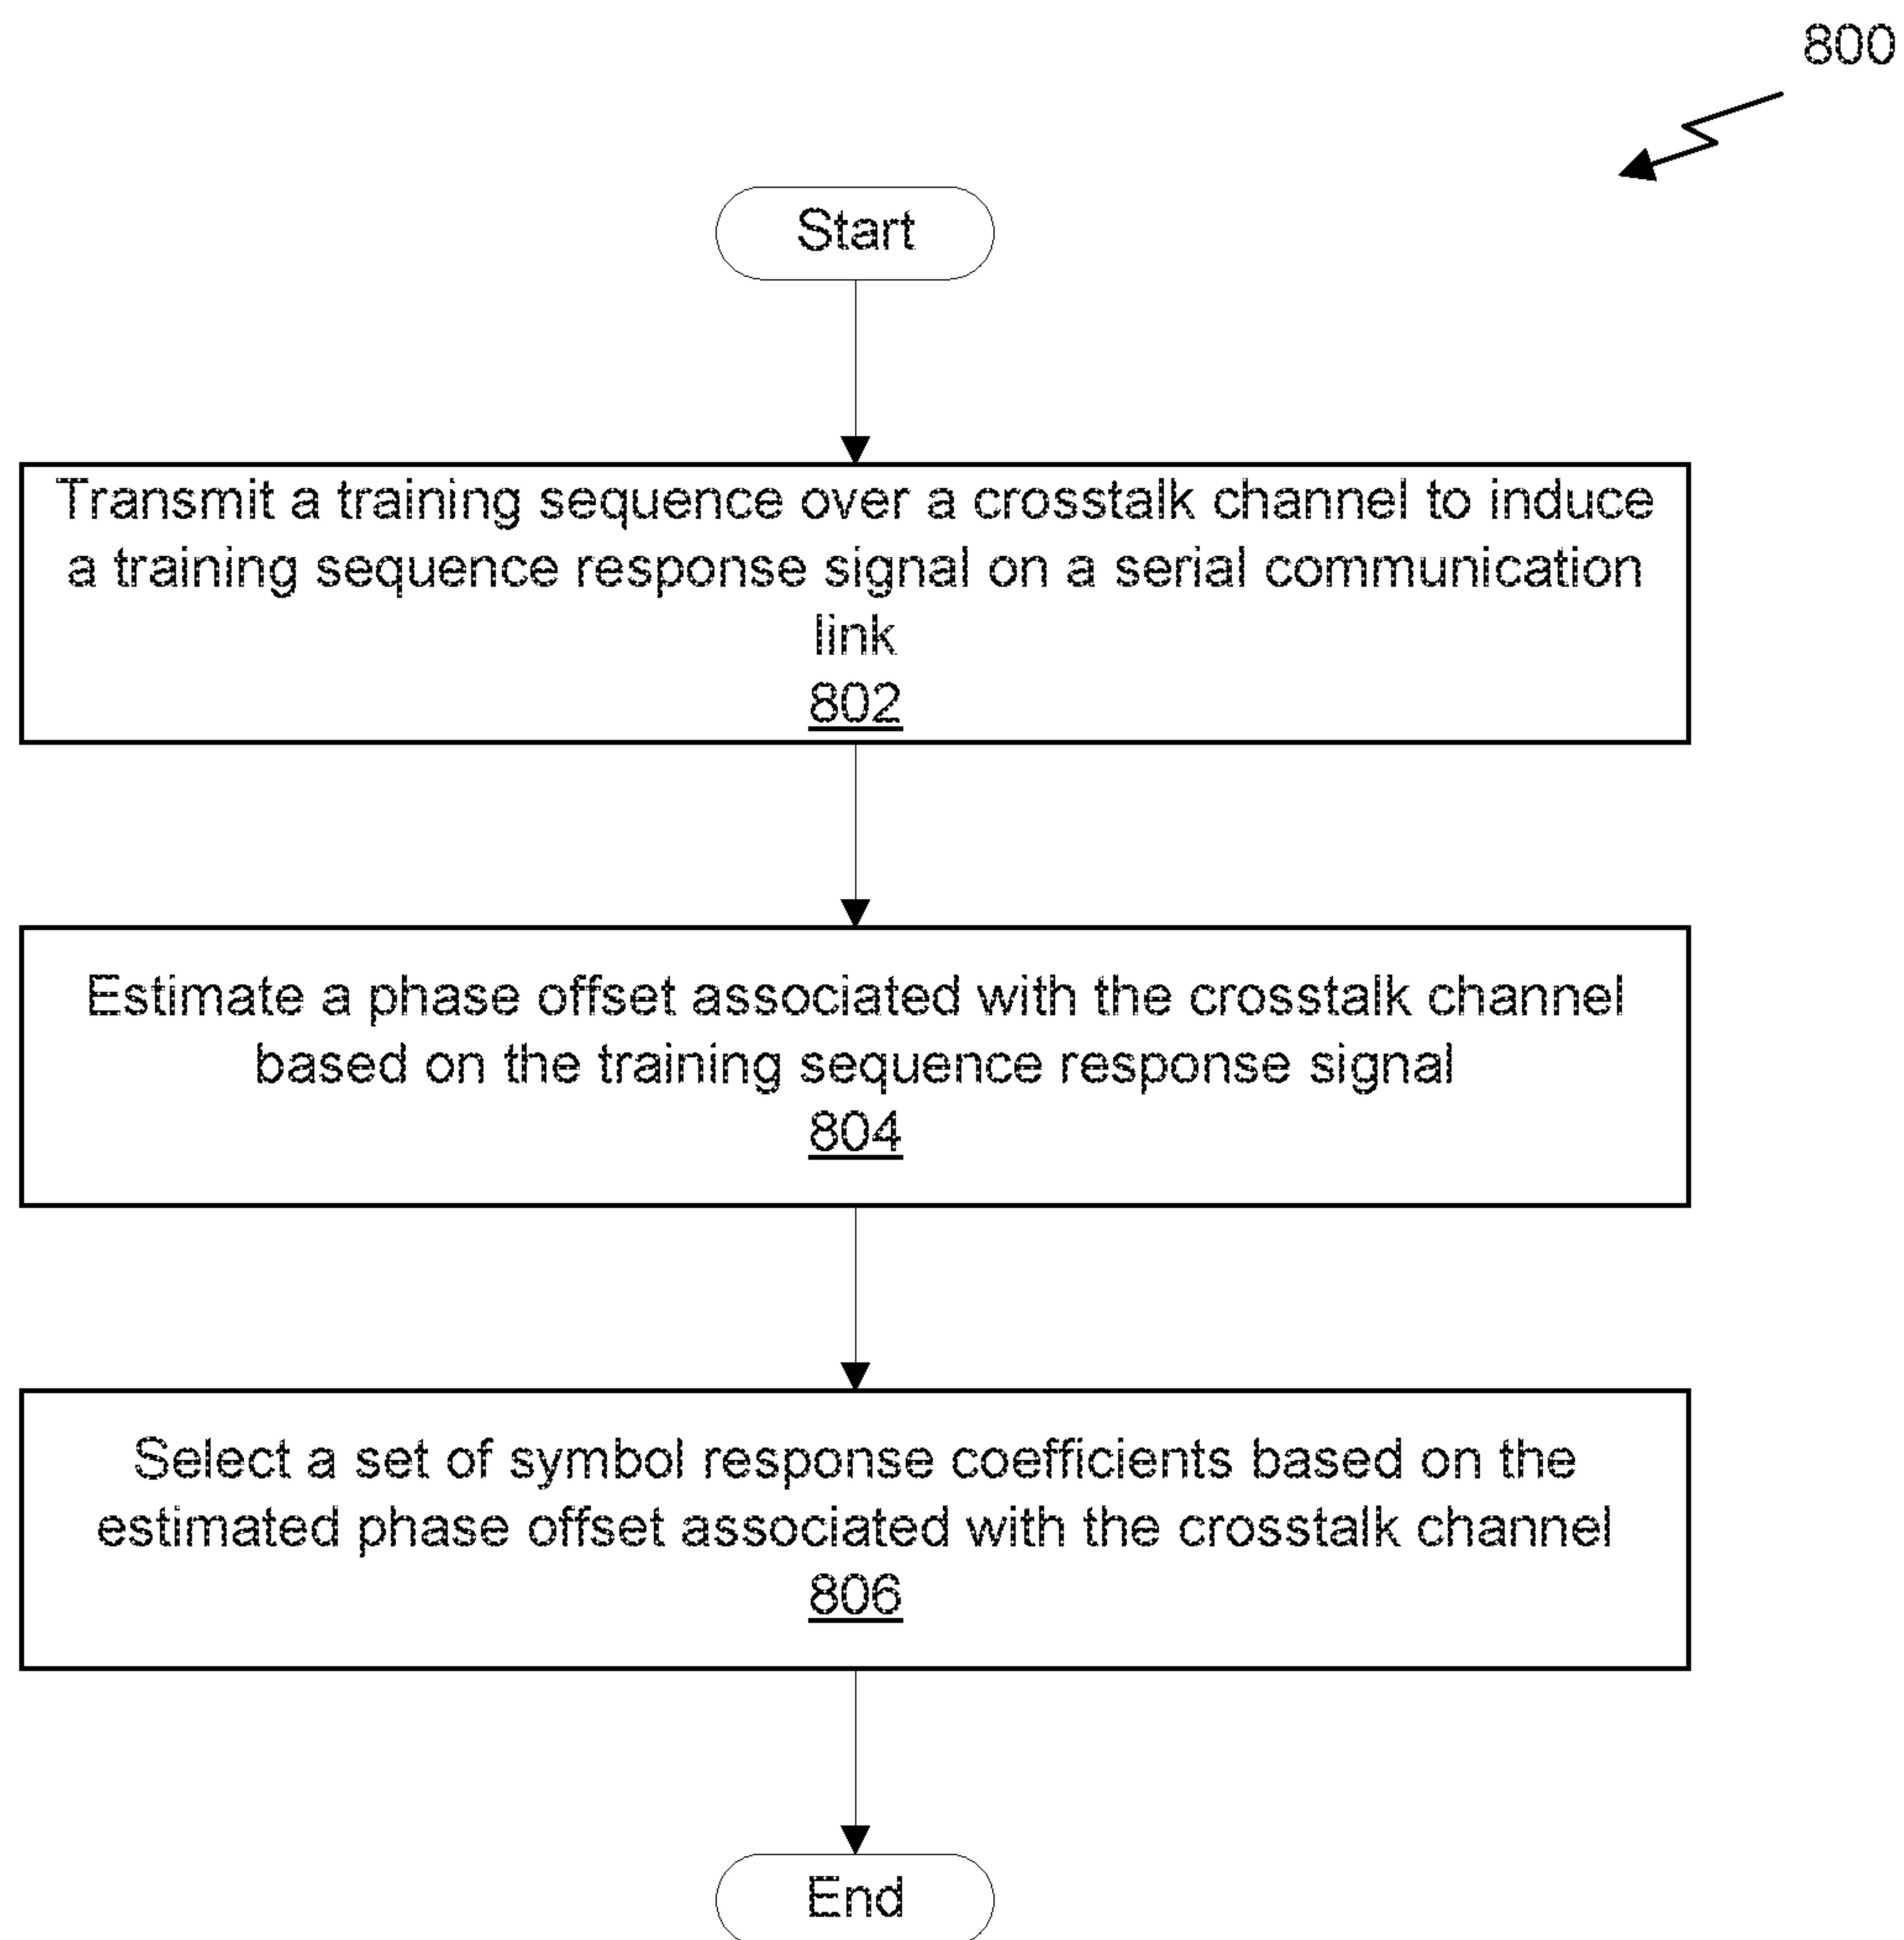 800
Start
Transmit a training sequence over a crosstalk channel to induce
a training sequence response signal on a serial communication
link
802
Estimate a phase offset associated with the crosstalk channel
based on the training sequence response signal
804
Select a set of symbol response coefficients based on the
estimated phase offset associated with the crosstalk channel
806
End